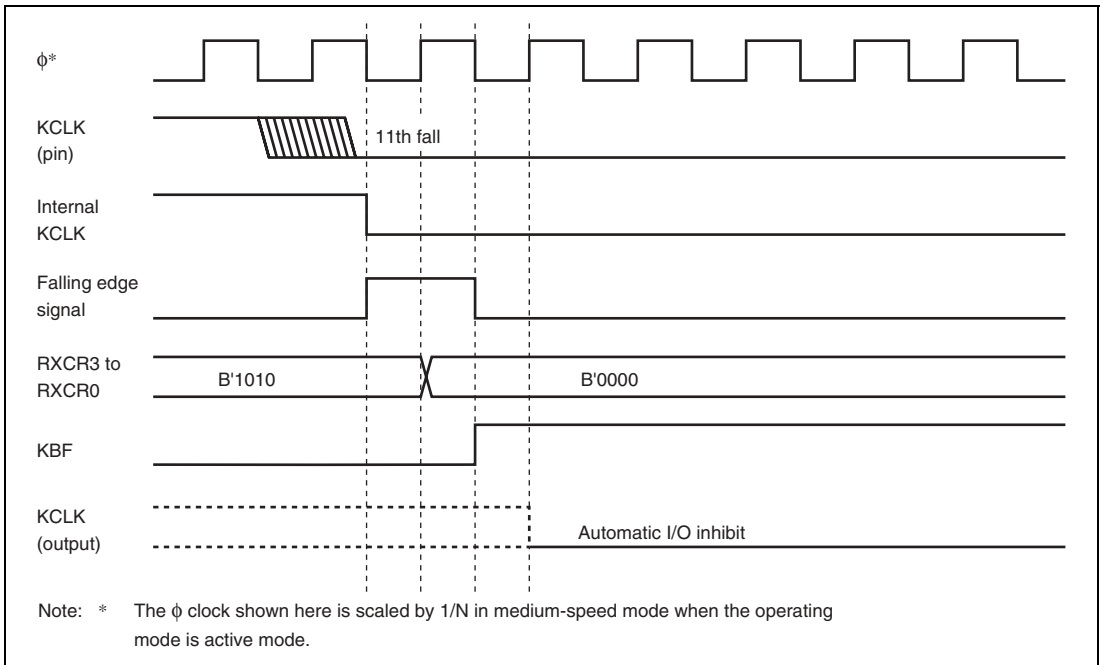 ϕ*
KCLK
(pin)
11th fall
Internal
KCLK
Falling edge
signal
RXCR3 to
RXCR0
B'1010
B'0000
KBF
KCLK
(output)
Automatic I/O inhibit
Note: * The ϕ clock shown here is scaled by 1/N in medium-speed mode when the operating
mode is active mode.